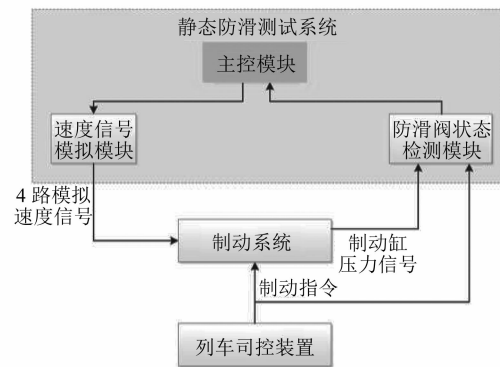 静态防滑测试系统
主控模块
速度信号
模拟模块
防滑阀状态
检测模块
4路模拟
速度信号
制动系统
制动缸
压力信号
制动指令
列车司控装置